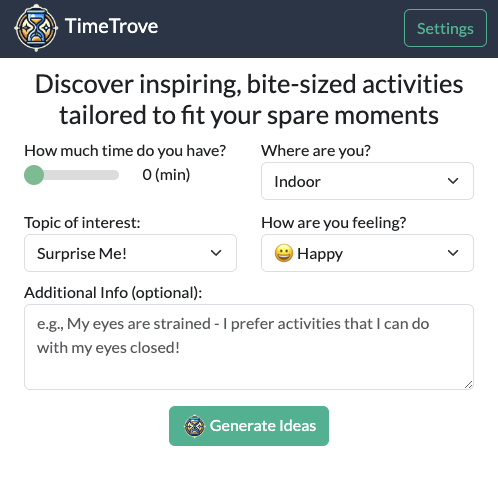 TimeTrove
Settings
Discover inspiring, bite-sized activities
tailored to fit your spare moments
How much time do you have?
0 (min)
Where are you?
Indoor
Topic of interest:
Surprise Me!
How are you feeling?
😀 Happy
Additional Info (optional):
e.g., My eyes are strained - I prefer activities that I can do
with my eyes closed!
Generate Ideas